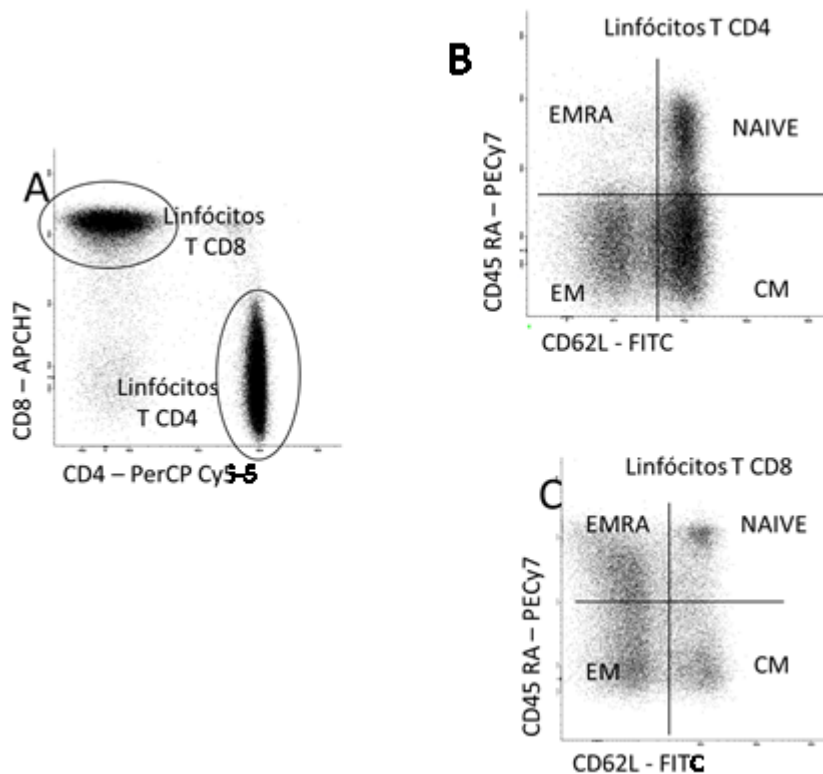 A
Linfócitos
T CD8
CD8 – APCH7
Linfócitos
T CD4
CD4 – PerCP Cy5-5
B
Linfócitos T CD4
EMRA
NAIVE
CD45 RA – PECy7
EM
CM
CD62L - FITC
C
Linfócitos T CD8
EMRA
NAIVE
CD45 RA – PECy7
EM
CM
CD62L - FITC